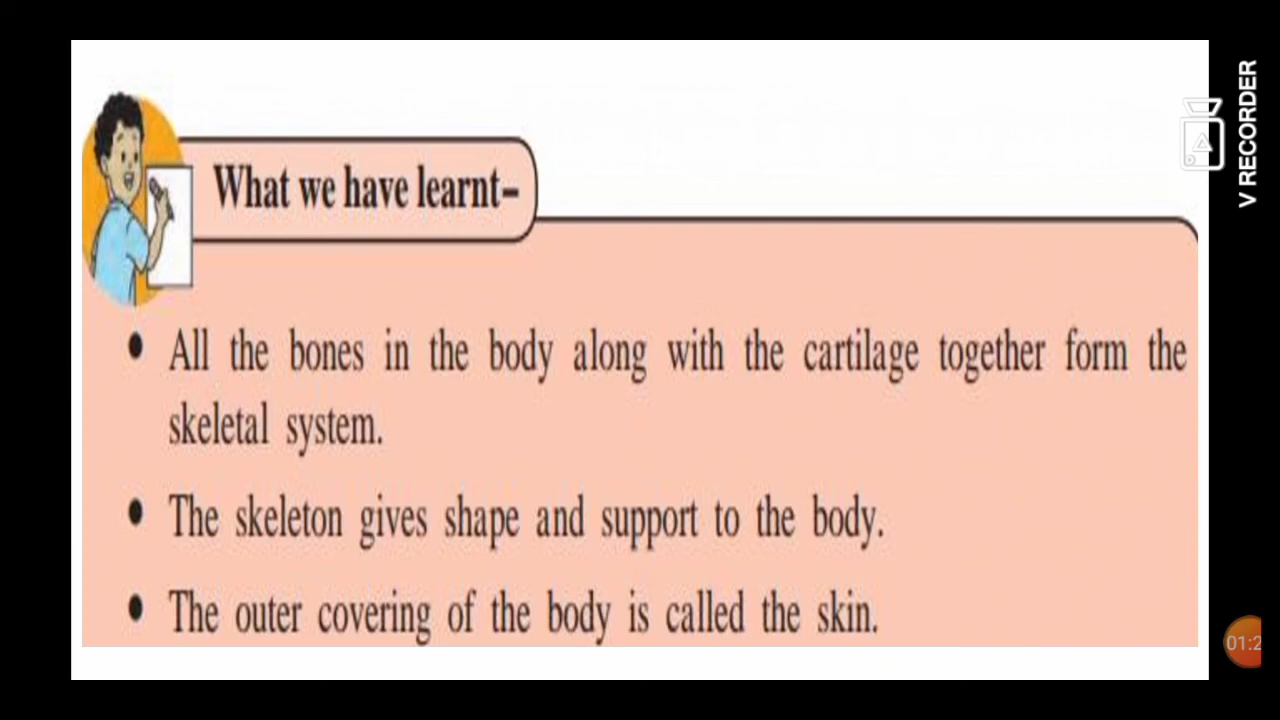 What we have learnt–
• All the bones in the body along with the cartilage together form the
skeletal system.
• The skeleton gives shape and support to the body.
• The outer covering of the body is called the skin.
V RECORDER
01:2